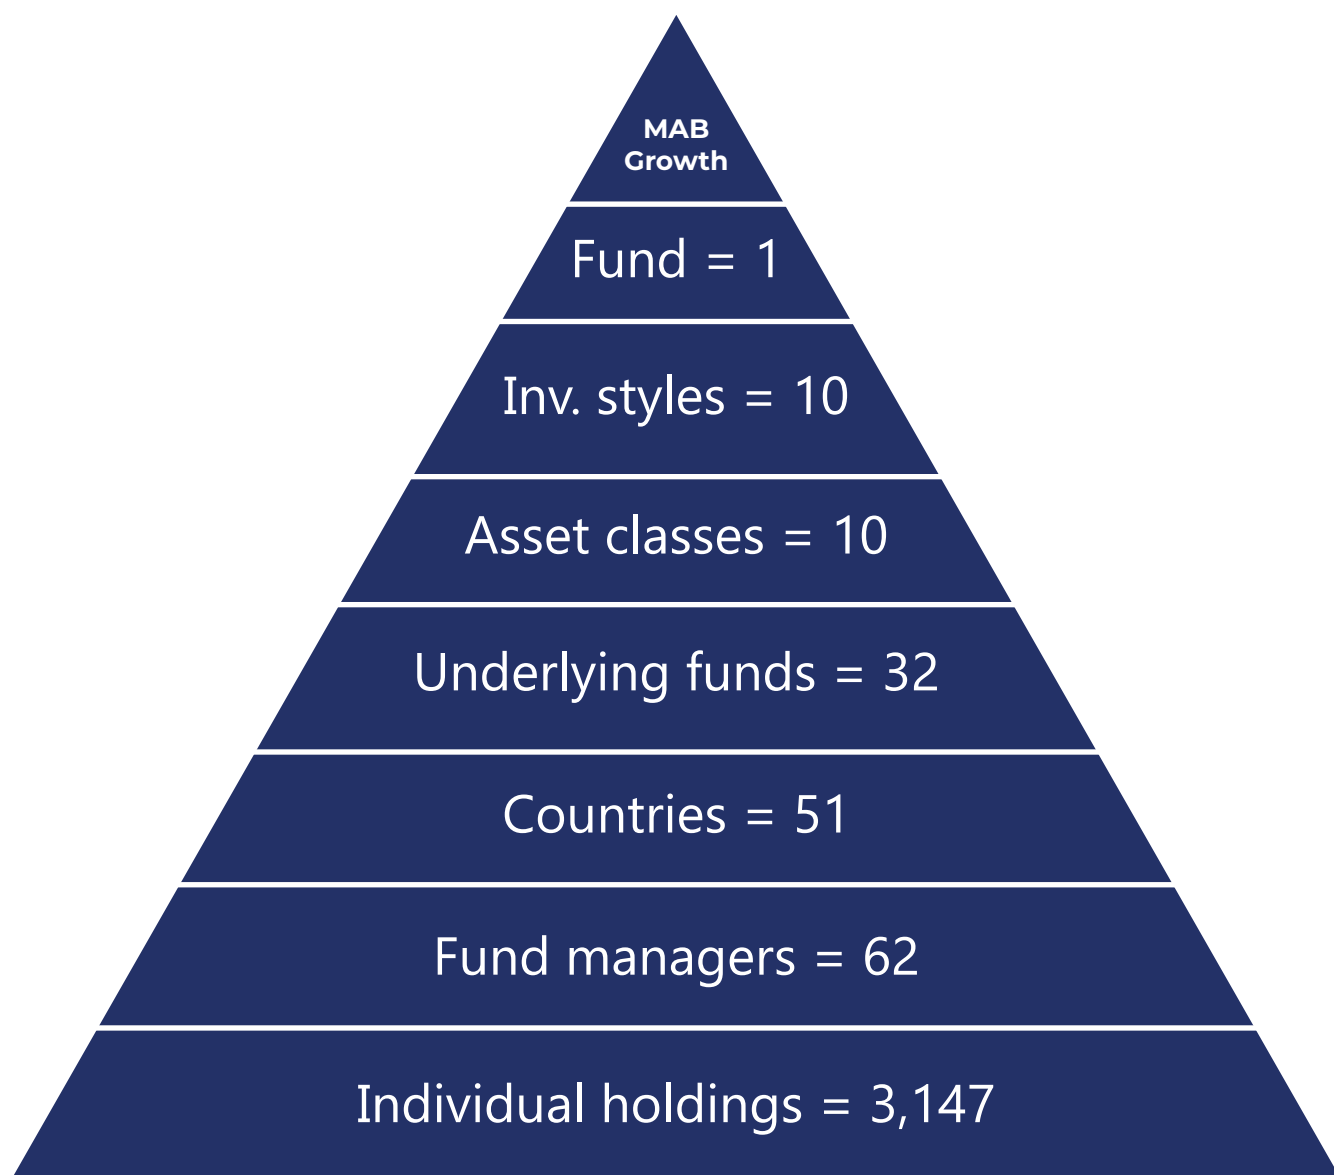 MAB
Growth
Fund = 1
Inv. styles = 10
Asset classes = 10
Underlying funds = 32
Countries = 51
Fund managers = 62
Individual holdings = 3,147